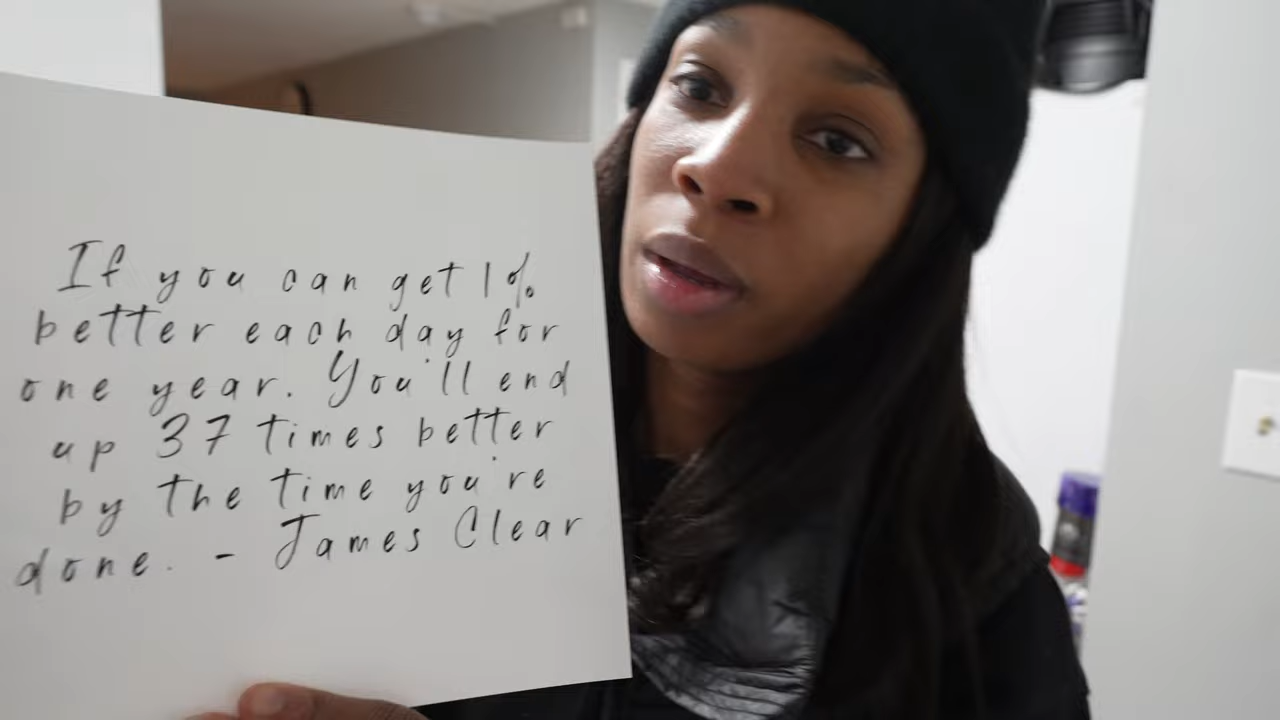 If you can get 1%
better each day for
one year. You'll end
up 37 times better
by the time you're
done. - James Clear